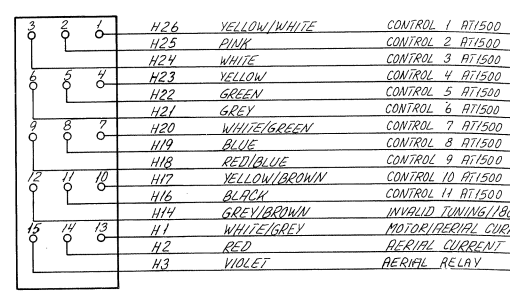 3 2 1 H26 YELLOW/WHITE CONTROL 1 AT1500
H25 PINK CONTROL 2 AT1500
H24 WHITE CONTROL 3 AT1500
6 5 4 H23 YELLOW CONTROL 4 AT1500
H22 GREEN CONTROL 5 AT1500
H21 GREY CONTROL 6 AT1500
9 8 7 H20 WHITE/GREEN CONTROL 7 AT1500
H19 BLUE CONTROL 8 AT1500
H18 RED/BLUE CONTROL 9 AT1500
12 11 10 H17 YELLOW/BROWN CONTROL 10 AT1500
H16 BLACK CONTROL 11 AT1500
H14 GREY/BROWN INVALID TUNING/180
15 14 13 H1 WHITE/GREY MOTOR/AERIAL CURR
H2 RED AERIAL CURRENT
H3 VIOLET AERIAL RELAY